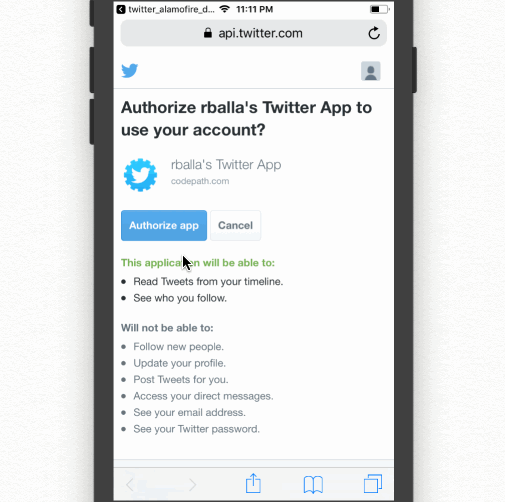 twitter_alamofire_d... 11:11 PM
api.twitter.com
Authorize rballa's Twitter App to
use your account?
rballa's Twitter App
codepath.com
Authorize app Cancel
This application will be able to:
Read Tweets from your timeline.
See who you follow.
Will not be able to:
Follow new people.
Update your profile.
Post Tweets for you.
Access your direct messages.
See your email address.
See your Twitter password.